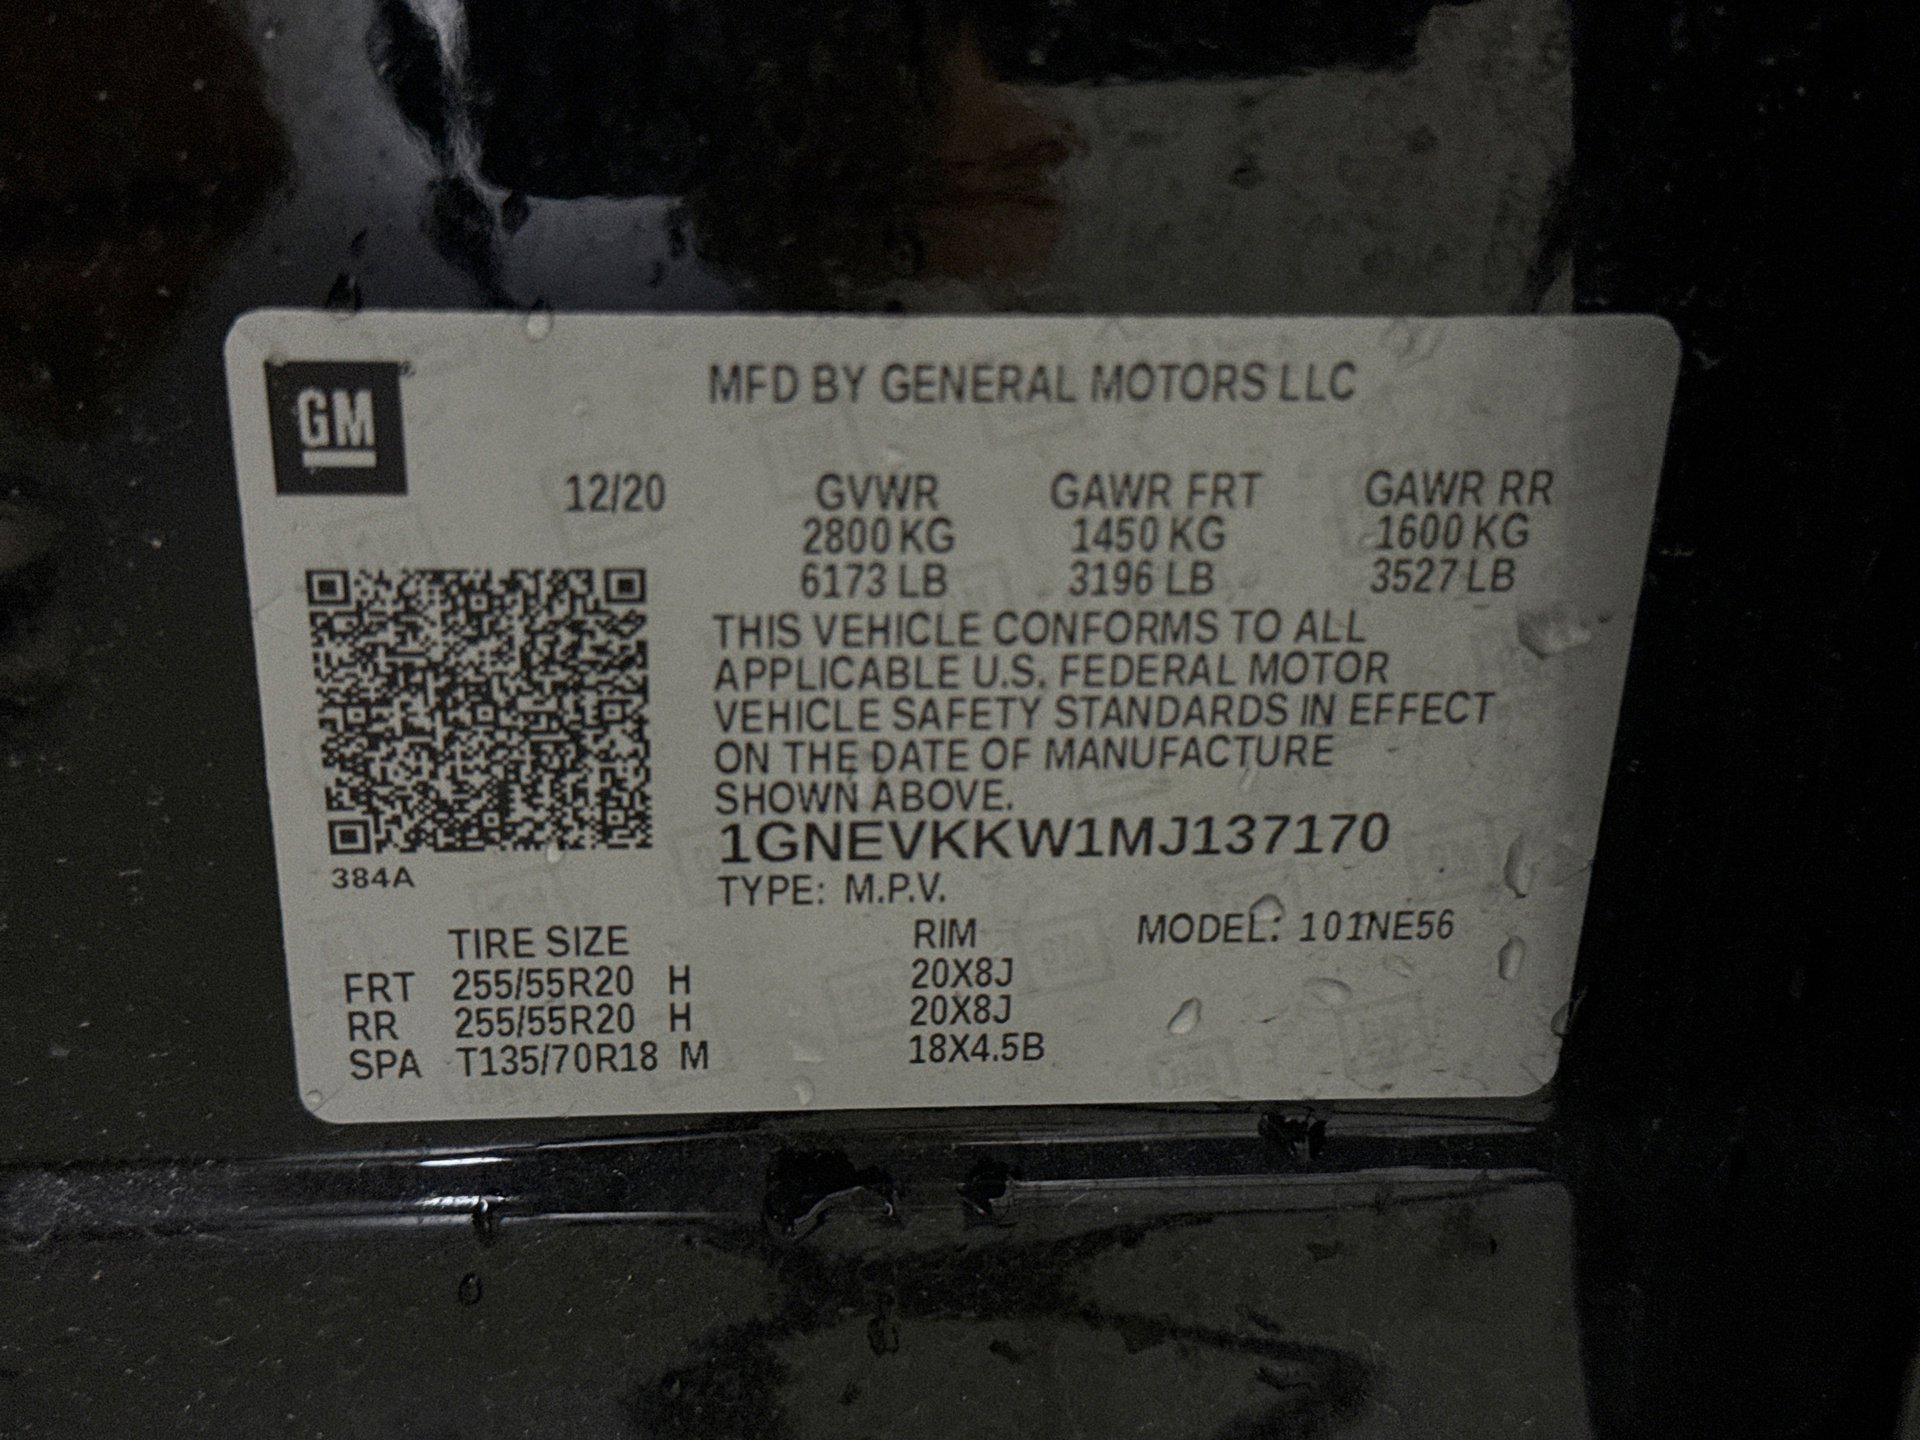 GM
MFD BY GENERAL MOTORS LLC
12/20 GVWR GAWR FRT GAWR RR
2800 KG 1450 KG 1600 KG
6173 LB 3196 LB 3527 LB
THIS VEHICLE CONFORMS TO ALL
APPLICABLE U.S. FEDERAL MOTOR
VEHICLE SAFETY STANDARDS IN EFFECT
ON THE DATE OF MANUFACTURE
SHOWN ABOVE.
1GNEVKKW1MJ137170
384A
TYPE: M.P.V.
TIRE SIZE RIM MODEL: 101NE56
FRT 255/55R20 H 20X8J
RR 255/55R20 H 20X8J
SPA T135/70R18 M 18X4.5B